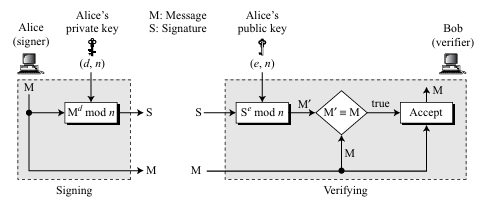 Alice
(signer)
Alice's
private key
(d, n)
M: Message
S: Signature
Alice's
public key
(e, n)
Bob
(verifier)
M
M^d mod n
S
M
Signing
S
S^e mod n
M′
M′ ≡ M
true
Accept
M
M
M
Verifying